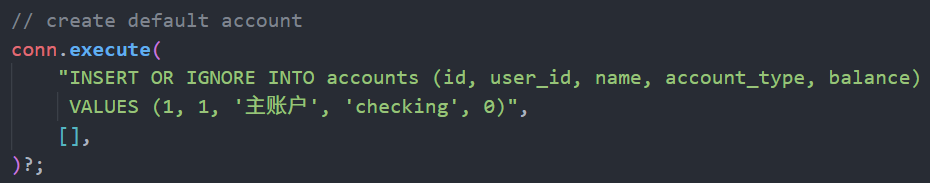 // create default account
conn.execute(
"INSERT OR IGNORE INTO accounts (id, user_id, name, account_type, balance)
VALUES (1, 1, '主账户', 'checking', 0)",
[],
)?;